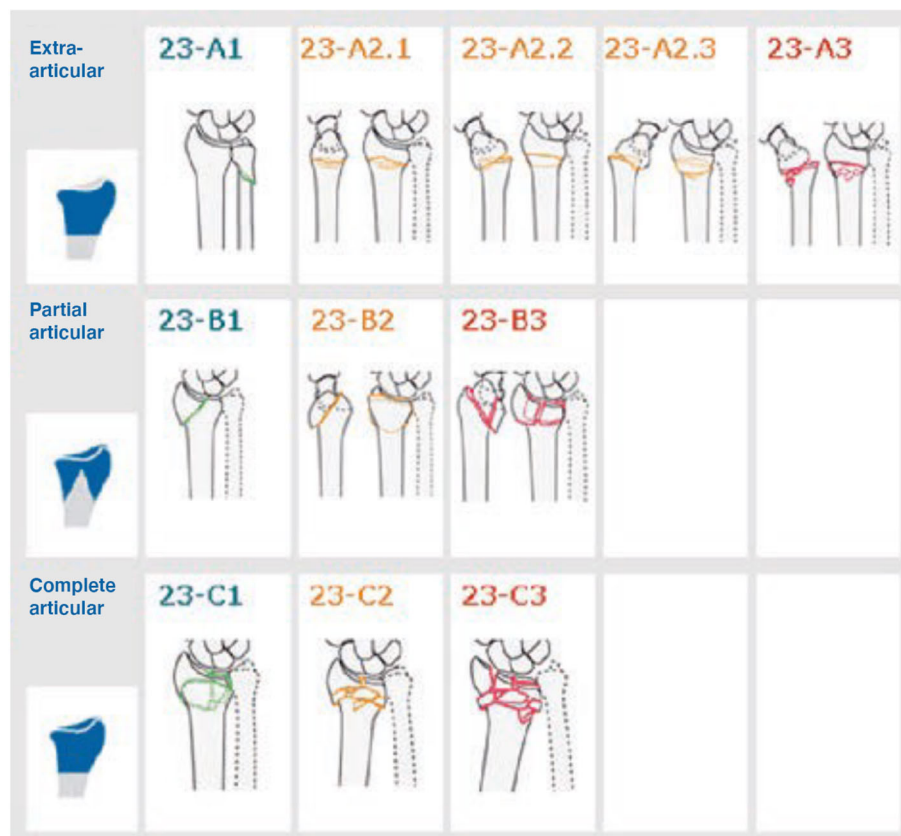 Extra-
articular
23-A1
23-A2.1
23-A2.2
23-A2.3
23-A3
Partial
articular
23-B1
23-B2
23-B3
Complete
articular
23-C1
23-C2
23-C3